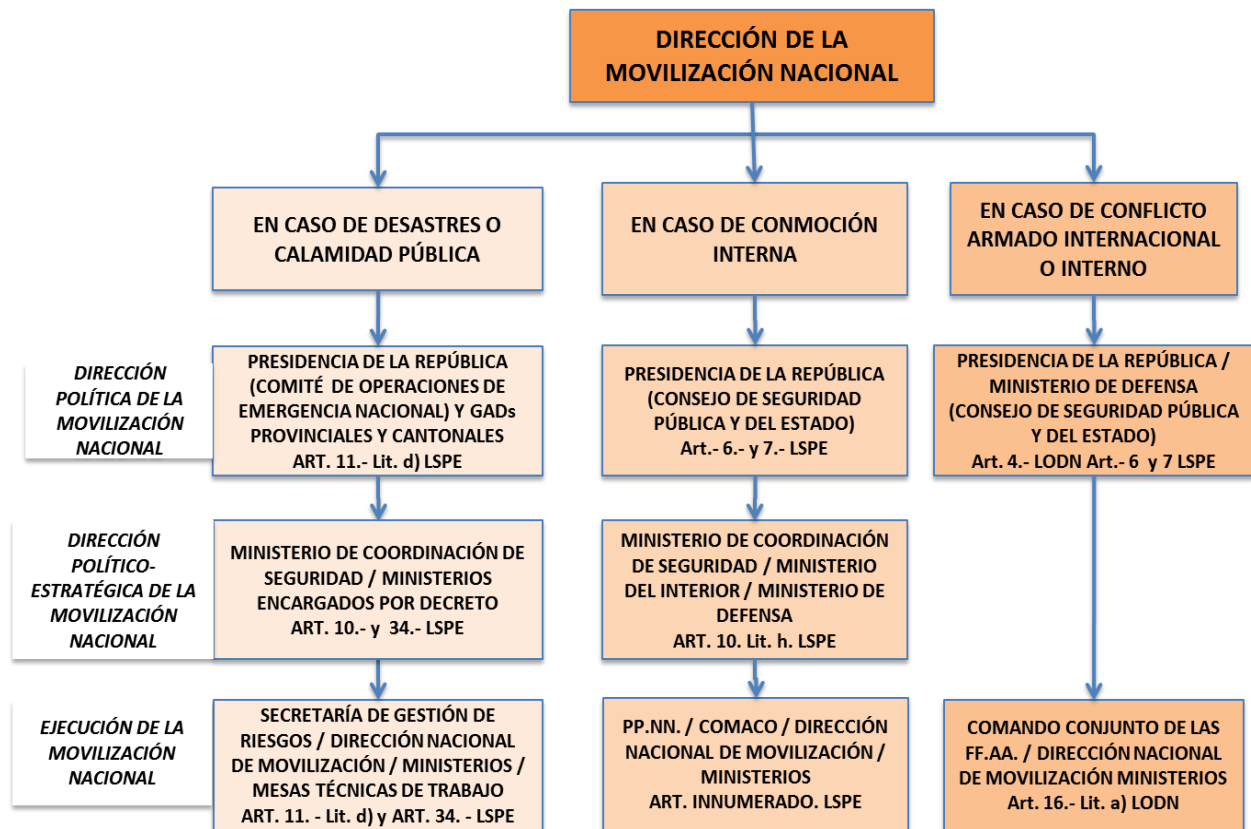 DIRECCIÓN DE LA
MOVILIZACIÓN NACIONAL
EN CASO DE DESASTRES O
CALAMIDAD PÚBLICA
EN CASO DE CONMOCIÓN
INTERNA
EN CASO DE CONFLICTO
ARMADO INTERNACIONAL
O INTERNO
DIRECCIÓN
POLÍTICA DE LA
MOVILIZACIÓN
NACIONAL
PRESIDENCIA DE LA REPÚBLICA
(COMITÉ DE OPERACIONES DE
EMERGENCIA NACIONAL) Y GADs
PROVINCIALES Y CANTONALES
ART. 11.- Lit. d) LSPE
PRESIDENCIA DE LA REPÚBLICA
(CONSEJO DE SEGURIDAD
PÚBLICA Y DEL ESTADO)
Art.- 6.- y 7.- LSPE
PRESIDENCIA DE LA REPÚBLICA /
MINISTERIO DE DEFENSA
(CONSEJO DE SEGURIDAD PÚBLICA
Y DEL ESTADO)
Art. 4.- LODN Art.- 6 y 7 LSPE
DIRECCIÓN
POLÍTICO-
ESTRATÉGICA DE LA
MOVILIZACIÓN
NACIONAL
MINISTERIO DE COORDINACIÓN DE
SEGURIDAD / MINISTERIOS
ENCARGADOS POR DECRETO
ART. 10.- y 34.- LSPE
MINISTERIO DE COORDINACIÓN
DE SEGURIDAD / MINISTERIO
DEL INTERIOR / MINISTERIO DE
DEFENSA
ART. 10. Lit. h. LSPE
EJECUCIÓN DE LA
MOVILIZACIÓN
NACIONAL
SECRETARÍA DE GESTIÓN DE
RIESGOS / DIRECCIÓN NACIONAL
DE MOVILIZACIÓN / MINISTERIOS /
MESAS TÉCNICAS DE TRABAJO
ART. 11. - Lit. d) y ART. 34. - LSPE
PP.NN. / COMACO / DIRECCIÓN
NACIONAL DE MOVILIZACIÓN /
MINISTERIOS
ART. INNUMERADO. LSPE
COMANDO CONJUNTO DE LAS
FF.AA. / DIRECCIÓN NACIONAL
DE MOVILIZACIÓN MINISTERIOS
Art. 16.- Lit. a) LODN